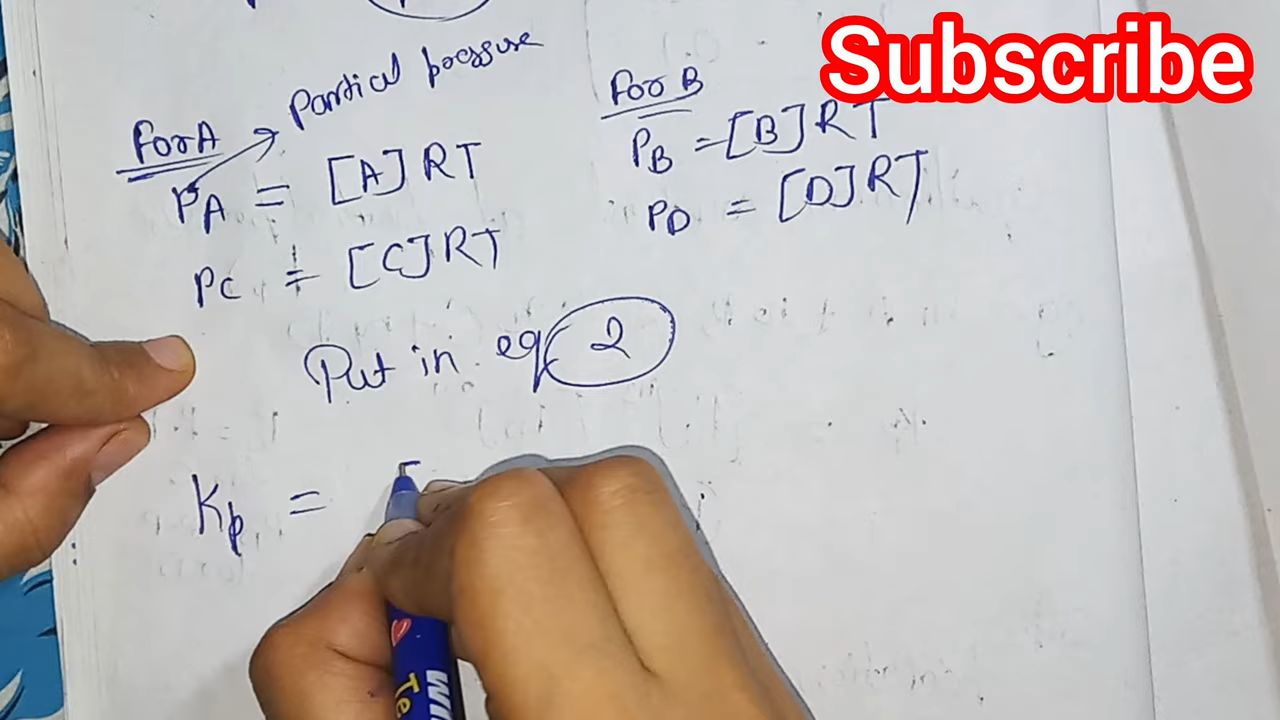 Subscribe
Partial pressure
For A
PA = [A] RT
PC = [C] RT
For B
PB = [B] RT
PD = [D] RT
Put in eq 2
Kp =